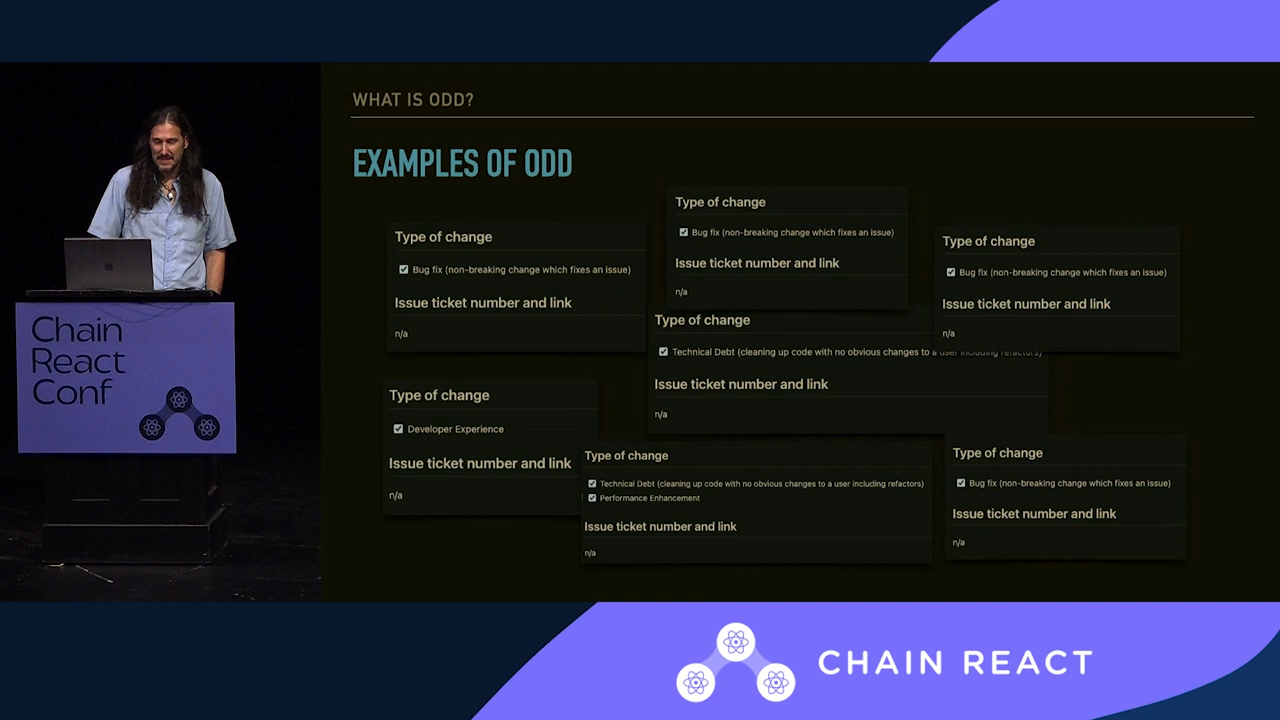 WHAT IS ODD?
EXAMPLES OF ODD
Type of change
Bug fix (non-breaking change which fixes an issue)
Issue ticket number and link
n/a
Type of change
Bug fix (non-breaking change which fixes an issue)
Issue ticket number and link
n/a
Type of change
Bug fix (non-breaking change which fixes an issue)
Issue ticket number and link
n/a
Type of change
Technical Debt (cleaning up code with no obvious changes to a user including refactors)
Issue ticket number and link
n/a
Type of change
Developer Experience
Issue ticket number and link
n/a
Type of change
Technical Debt (cleaning up code with no obvious changes to a user including refactors)
Performance Enhancement
Issue ticket number and link
n/a
Type of change
Bug fix (non-breaking change which fixes an issue)
Issue ticket number and link
n/a
Chain
React
Conf
CHAIN REACT